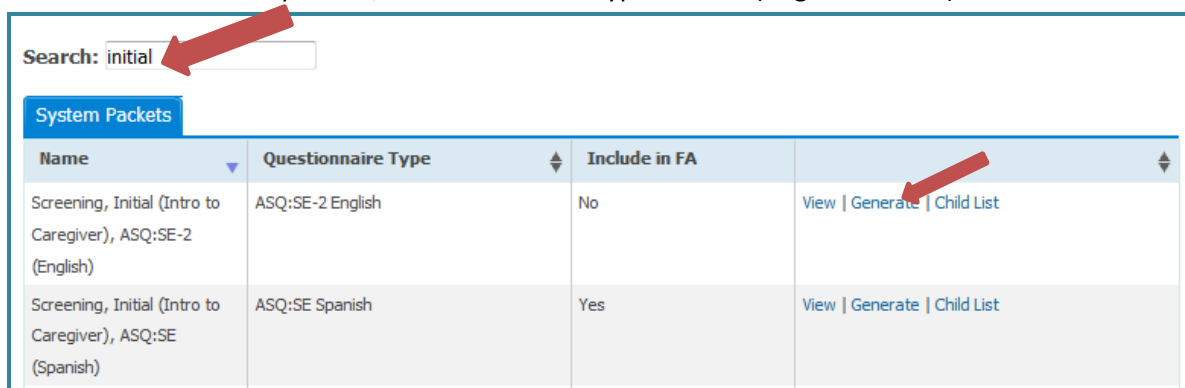 Search: initial
System Packets
Name Questionnaire Type Include in FA
Screening, Initial (Intro to ASQ:SE-2 English No View | Generate | Child List
Caregiver), ASQ:SE-2
(English)
Screening, Initial (Intro to ASQ:SE Spanish Yes View | Generate | Child List
Caregiver), ASQ:SE
(Spanish)